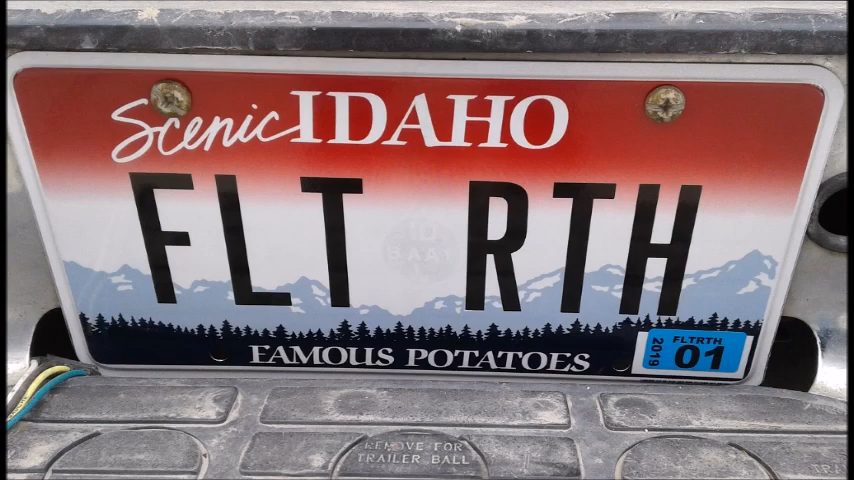 Scenic IDAHO
FLT RTH
FAMOUS POTATOES
2019
FLTRTH
01
REMOVE FOR
TRAILER BALL